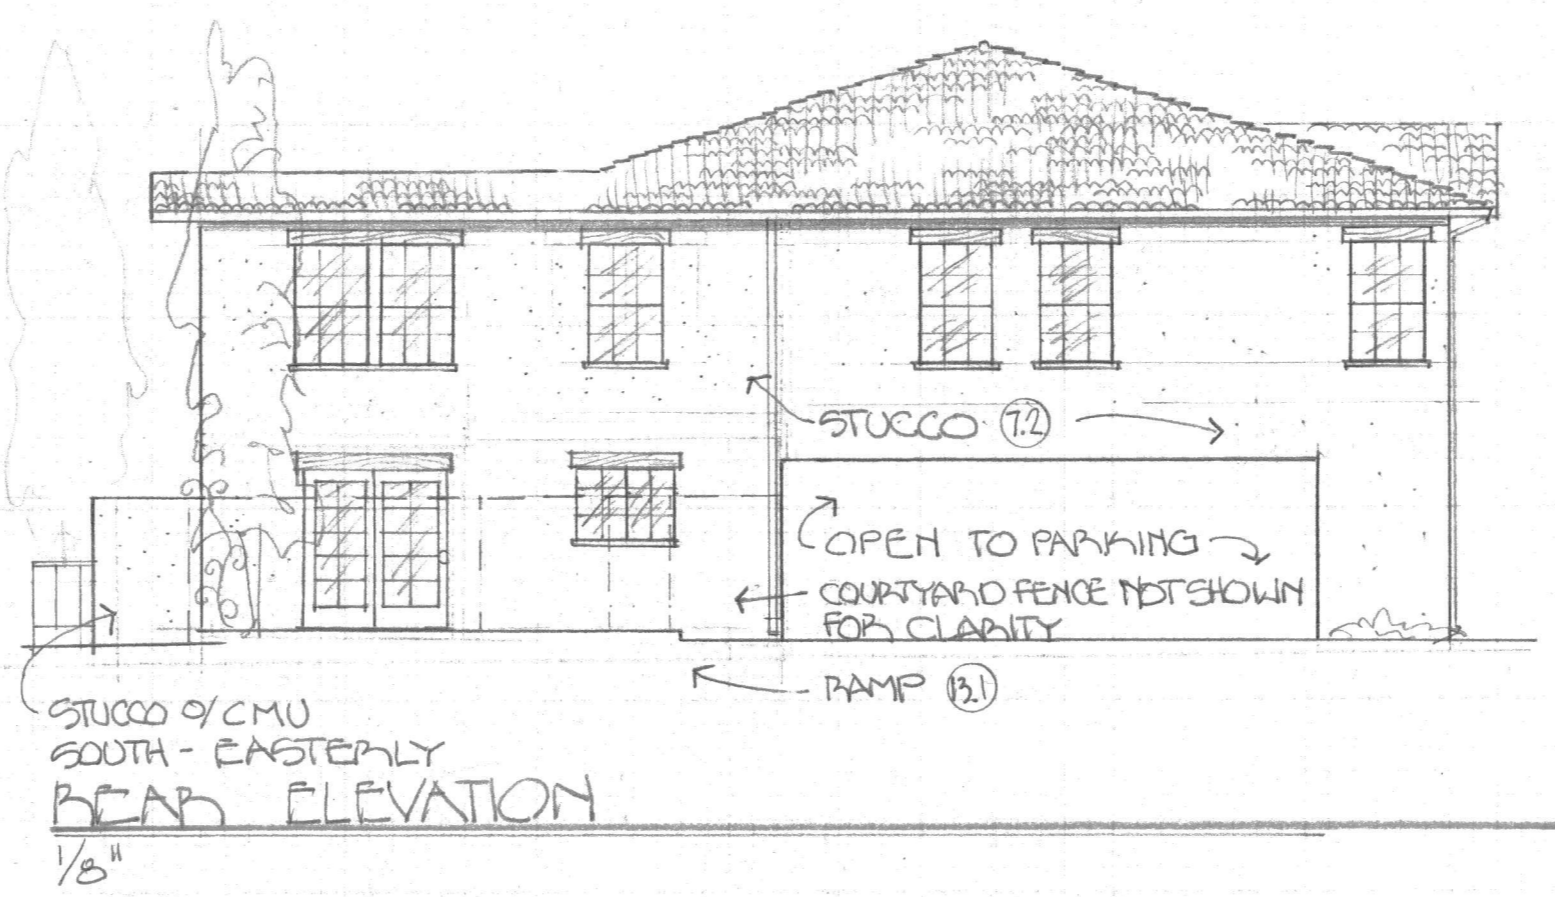 STUCCO 7.2
OPEN TO PARKING
COURTYARD FENCE NOT SHOWN
FOR CLARITY
RAMP 13.1
STUCCO O/ CMU
SOUTH - EASTERLY
REAR ELEVATION
1/8"